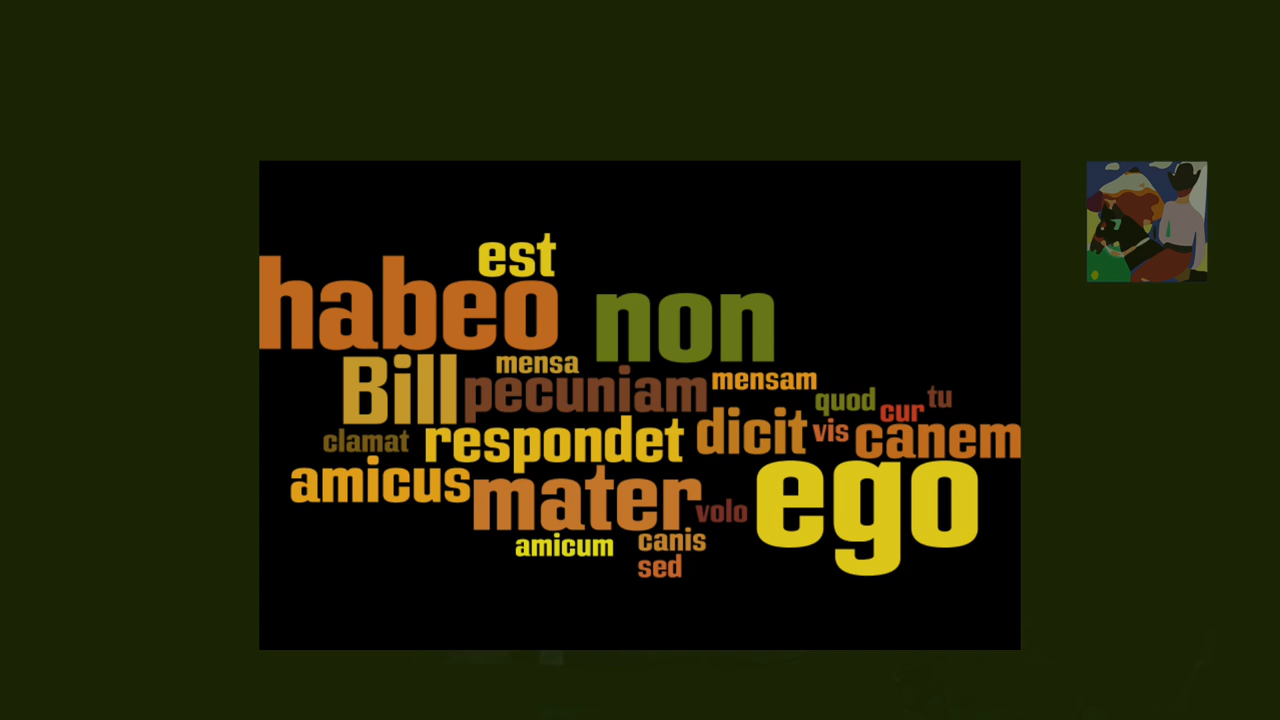 est
habeo non
Bill mensa
pecuniam mensam
quod cur tu
clamat respondet dicit vis canem
amicus mater volo ego
amicum canis
sed